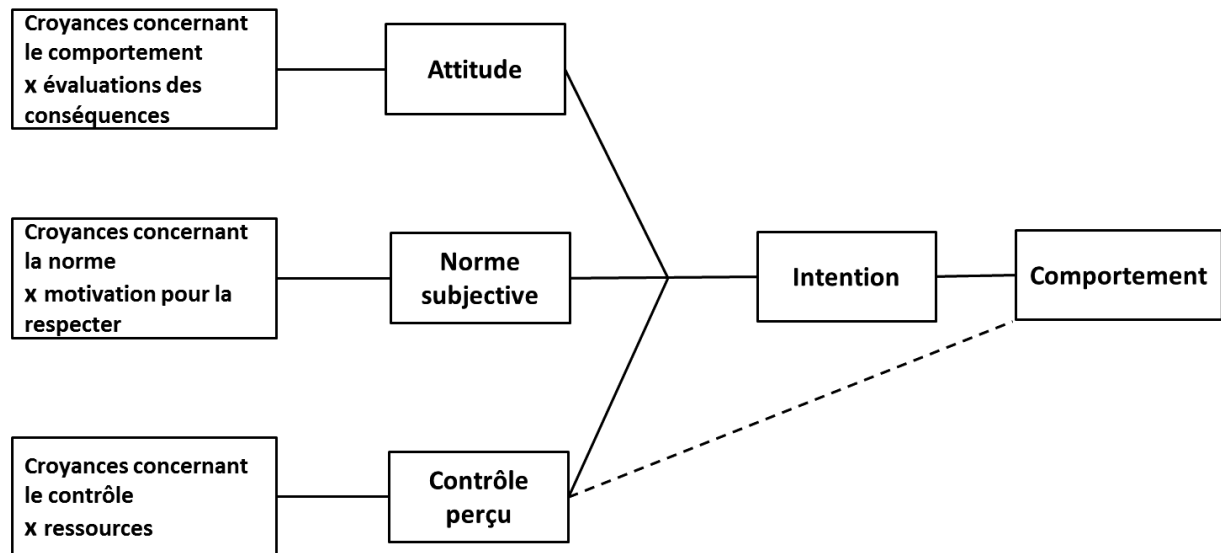 Croyances concernant
le comportement
x évaluations des
conséquences
Attitude
Croyances concernant
la norme
x motivation pour la
respecter
Norme
subjective
Intention
Comportement
Croyances concernant
le contrôle
x ressources
Contrôle
perçu